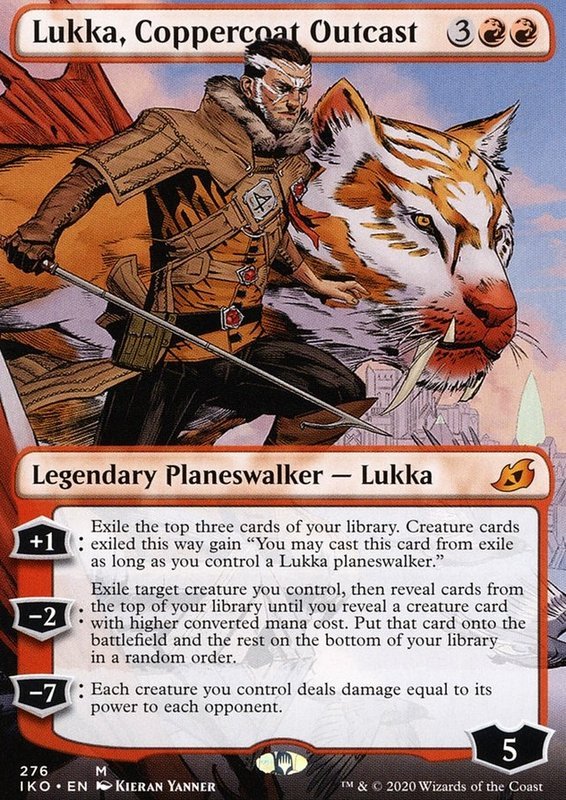 Lukka, Coppercoat Outcast 3
Legendary Planeswalker — Lukka
+1 : Exile the top three cards of your library. Creature cards
exiled this way gain “You may cast this card from exile
as long as you control a Lukka planeswalker.”
-2 : Exile target creature you control, then reveal cards from
the top of your library until you reveal a creature card
with higher converted mana cost. Put that card onto the
battlefield and the rest on the bottom of your library
in a random order.
-7 : Each creature you control deals damage equal to its
power to each opponent.
5
276 M
IKO • EN KIERAN YANNER
™ & © 2020 Wizards of the Coast